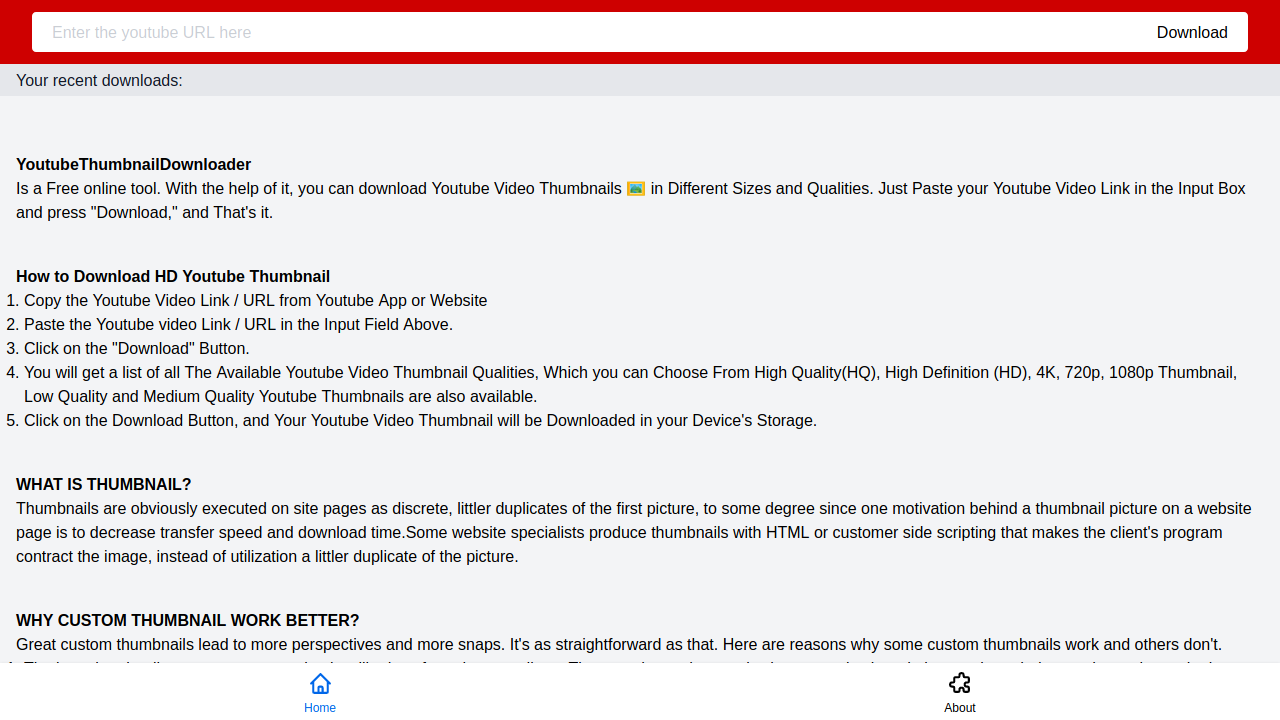 Enter the youtube URL here
Download
Your recent downloads:
YoutubeThumbnailDownloader
Is a Free online tool. With the help of it, you can download Youtube Video Thumbnails 🖼️ in Different Sizes and Qualities. Just Paste your Youtube Video Link in the Input Box
and press "Download," and That's it.
How to Download HD Youtube Thumbnail
1. Copy the Youtube Video Link / URL from Youtube App or Website
2. Paste the Youtube video Link / URL in the Input Field Above.
3. Click on the "Download" Button.
4. You will get a list of all The Available Youtube Video Thumbnail Qualities, Which you can Choose From High Quality(HQ), High Definition (HD), 4K, 720p, 1080p Thumbnail,
Low Quality and Medium Quality Youtube Thumbnails are also available.
5. Click on the Download Button, and Your Youtube Video Thumbnail will be Downloaded in your Device's Storage.
WHAT IS THUMBNAIL?
Thumbnails are obviously executed on site pages as discrete, littler duplicates of the first picture, to some degree since one motivation behind a thumbnail picture on a website
page is to decrease transfer speed and download time.Some website specialists produce thumbnails with HTML or customer side scripting that makes the client's program
contract the image, instead of utilization a littler duplicate of the picture.
WHY CUSTOM THUMBNAIL WORK BETTER?
Great custom thumbnails lead to more perspectives and more snaps. It's as straightforward as that. Here are reasons why some custom thumbnails work and others don't.
Home
About